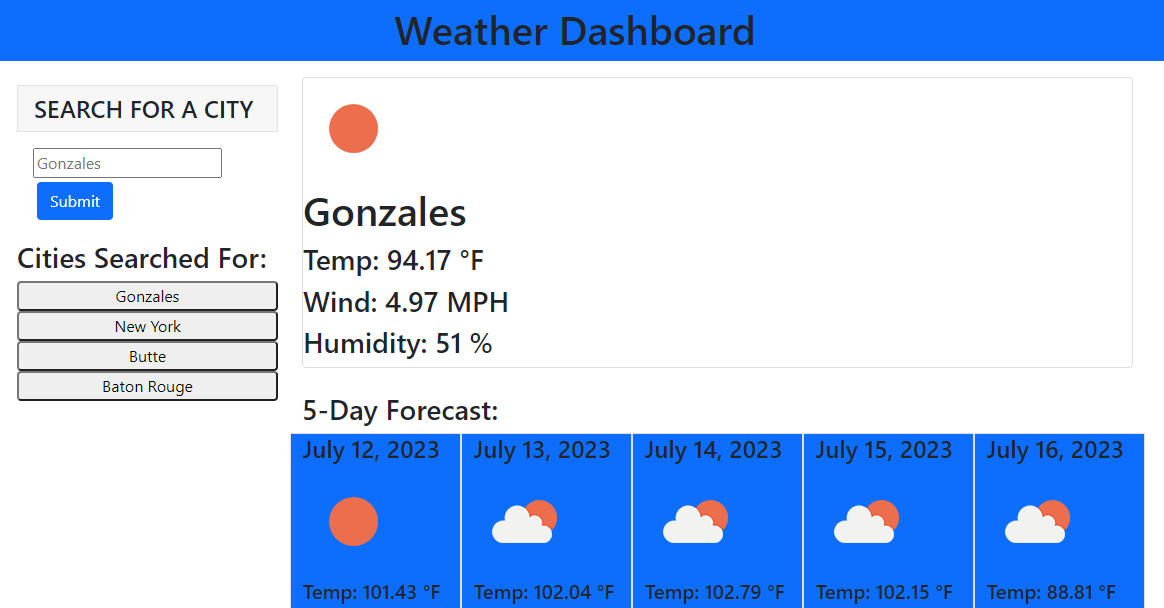 Weather Dashboard
SEARCH FOR A CITY
Gonzales
Submit
Cities Searched For:
Gonzales
New York
Butte
Baton Rouge
Gonzales
Temp: 94.17 °F
Wind: 4.97 MPH
Humidity: 51 %
5-Day Forecast:
July 12, 2023
Temp: 101.43 °F
July 13, 2023
Temp: 102.04 °F
July 14, 2023
Temp: 102.79 °F
July 15, 2023
Temp: 102.15 °F
July 16, 2023
Temp: 88.81 °F